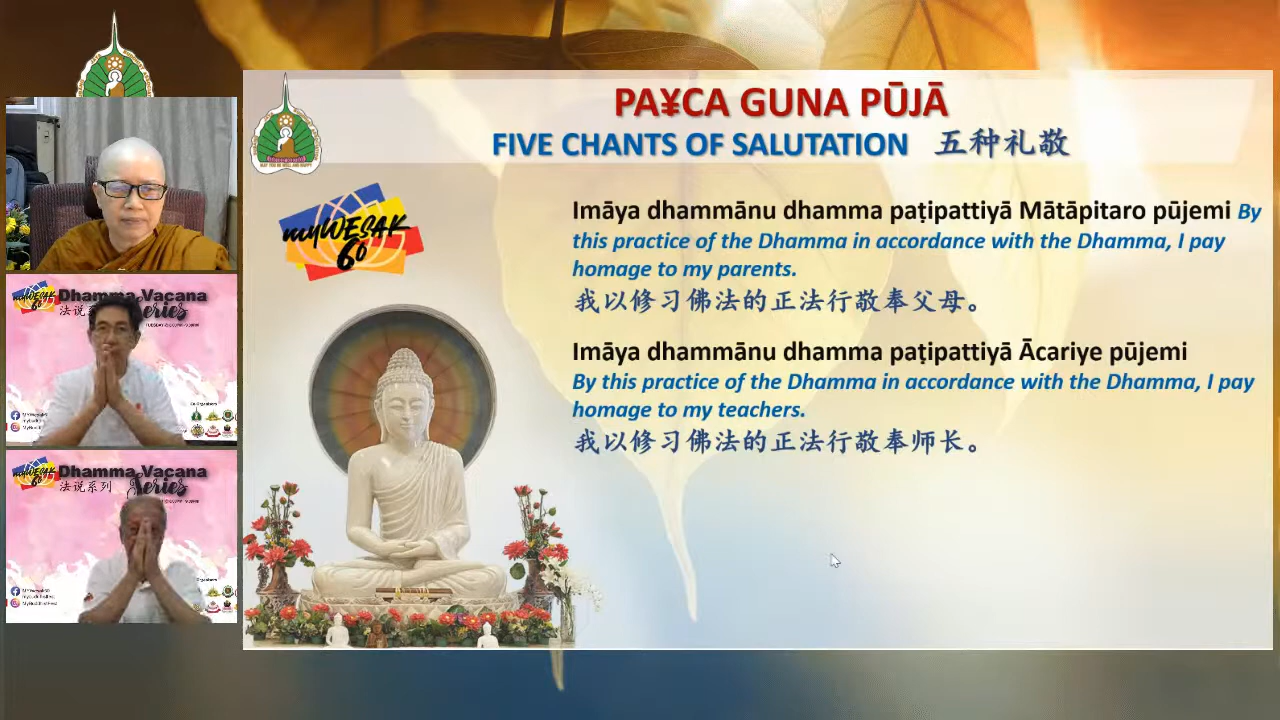 PA¥CA GUNA PŪJĀ
FIVE CHANTS OF SALUTATION 五种礼敬
myWESAK
60
Imāya dhammānu dhamma paṭipattiyā Mātāpitaro pūjemi By
this practice of the Dhamma in accordance with the Dhamma, I pay
homage to my parents.
我以修习佛法的正法行敬奉父母。
Imāya dhammānu dhamma paṭipattiyā Ācariye pūjemi
By this practice of the Dhamma in accordance with the Dhamma, I pay
homage to my teachers.
我以修习佛法的正法行敬奉师长。
Dhamma Vacana
法说系列 Series
Dhamma Vacana
法说系列 Series